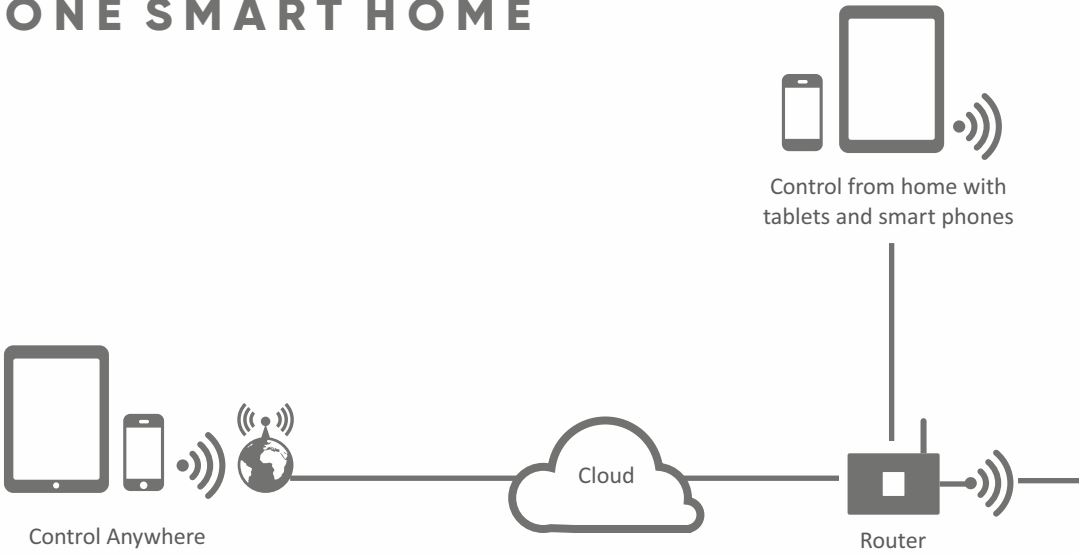 ONE SMART HOME
Control from home with
tablets and smart phones
Cloud
Control Anywhere
Router